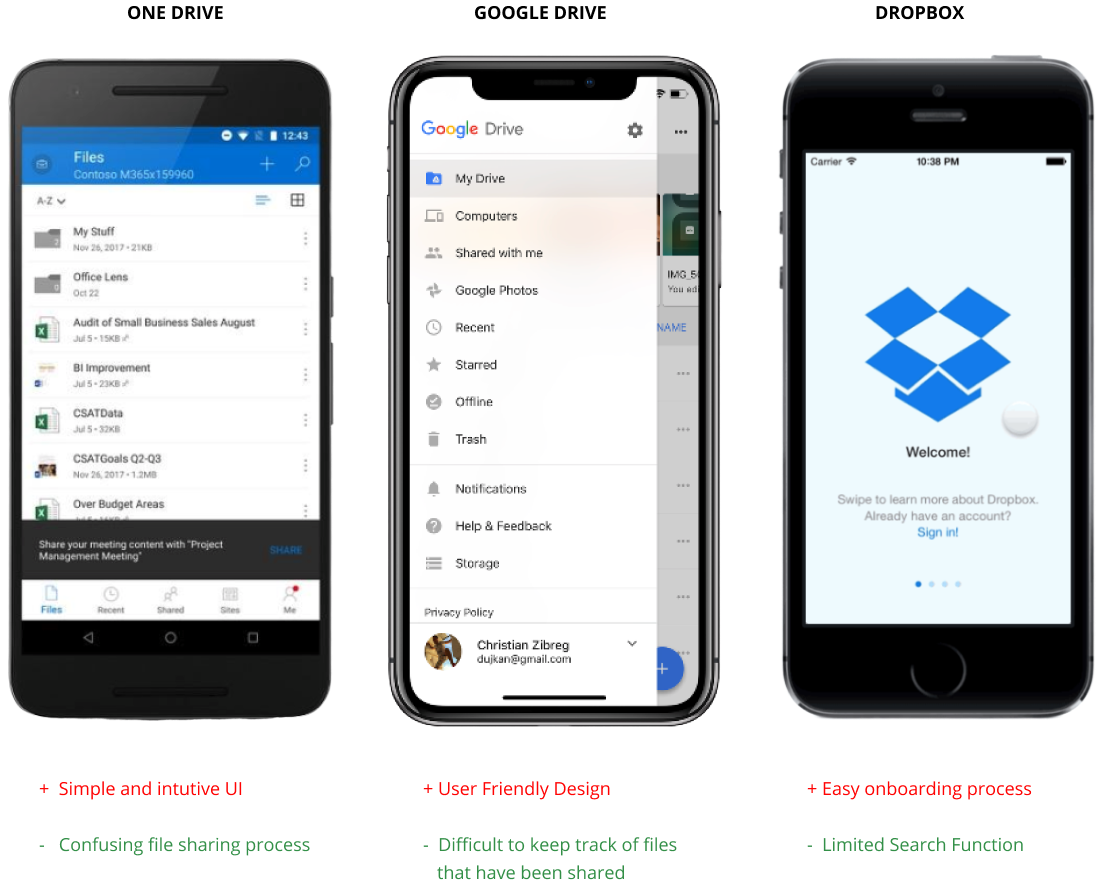 ONE DRIVE
GOOGLE DRIVE
DROPBOX
12:43
Files
Contoso M365x159960
A-Z
My Stuff
Nov 26, 2017 • 21KB
Office Lens
Oct 22
Audit of Small Business Sales August
Jul 5 • 15KB
BI Improvement
Jul 5 • 23KB
CSATData
Jul 5 • 32KB
CSATGoals Q2-Q3
Nov 26, 2017 • 1.2MB
Over Budget Areas
Share your meeting content with "Project
Management Meeting"
SHARE
Files
Recent
Shared
Sites
Me
Google Drive
My Drive
Computers
Shared with me
Google Photos
Recent
Starred
Offline
Trash
Notifications
Help & Feedback
Storage
Privacy Policy
Christian Zibreg
dujkan@gmail.com
IMG_5
You edi
NAME
Carrier
10:38 PM
Welcome!
Swipe to learn more about Dropbox.
Already have an account?
Sign in!
+ Simple and intutive UI
- Confusing file sharing process
+ User Friendly Design
- Difficult to keep track of files
that have been shared
+ Easy onboarding process
- Limited Search Function